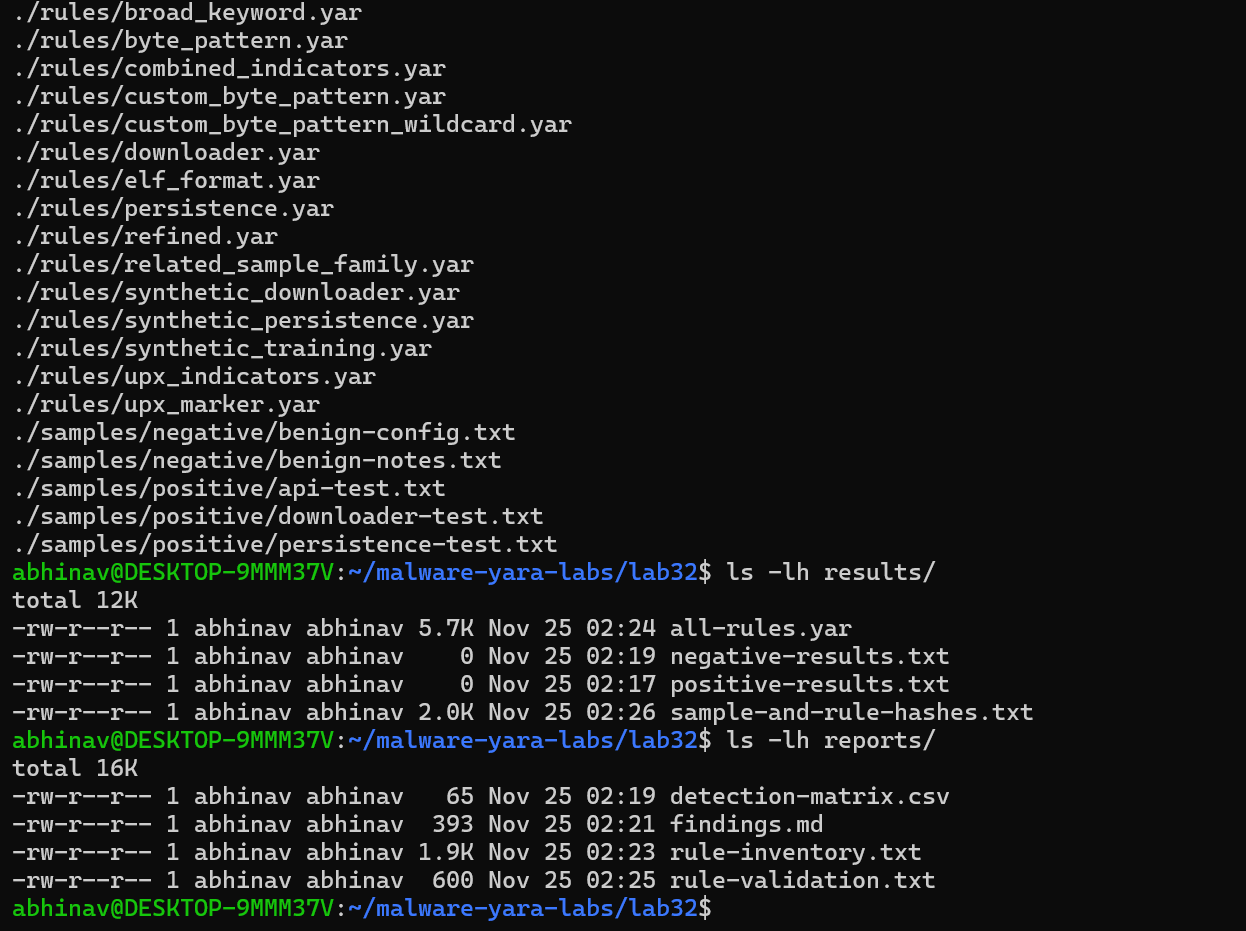 ./rules/broad_keyword.yar
./rules/byte_pattern.yar
./rules/combined_indicators.yar
./rules/custom_byte_pattern.yar
./rules/custom_byte_pattern_wildcard.yar
./rules/downloader.yar
./rules/elf_format.yar
./rules/persistence.yar
./rules/refined.yar
./rules/related_sample_family.yar
./rules/synthetic_downloader.yar
./rules/synthetic_persistence.yar
./rules/synthetic_training.yar
./rules/upx_indicators.yar
./rules/upx_marker.yar
./samples/negative/benign-config.txt
./samples/negative/benign-notes.txt
./samples/positive/api-test.txt
./samples/positive/downloader-test.txt
./samples/positive/persistence-test.txt
abhinav@DESKTOP-9MMM37V:~/malware-yara-labs/lab32$ ls -lh results/
total 12K
-rw-r--r-- 1 abhinav abhinav 5.7K Nov 25 02:24 all-rules.yar
-rw-r--r-- 1 abhinav abhinav    0 Nov 25 02:19 negative-results.txt
-rw-r--r-- 1 abhinav abhinav    0 Nov 25 02:17 positive-results.txt
-rw-r--r-- 1 abhinav abhinav 2.0K Nov 25 02:26 sample-and-rule-hashes.txt
abhinav@DESKTOP-9MMM37V:~/malware-yara-labs/lab32$ ls -lh reports/
total 16K
-rw-r--r-- 1 abhinav abhinav   65 Nov 25 02:19 detection-matrix.csv
-rw-r--r-- 1 abhinav abhinav  393 Nov 25 02:21 findings.md
-rw-r--r-- 1 abhinav abhinav 1.9K Nov 25 02:23 rule-inventory.txt
-rw-r--r-- 1 abhinav abhinav  600 Nov 25 02:25 rule-validation.txt
abhinav@DESKTOP-9MMM37V:~/malware-yara-labs/lab32$